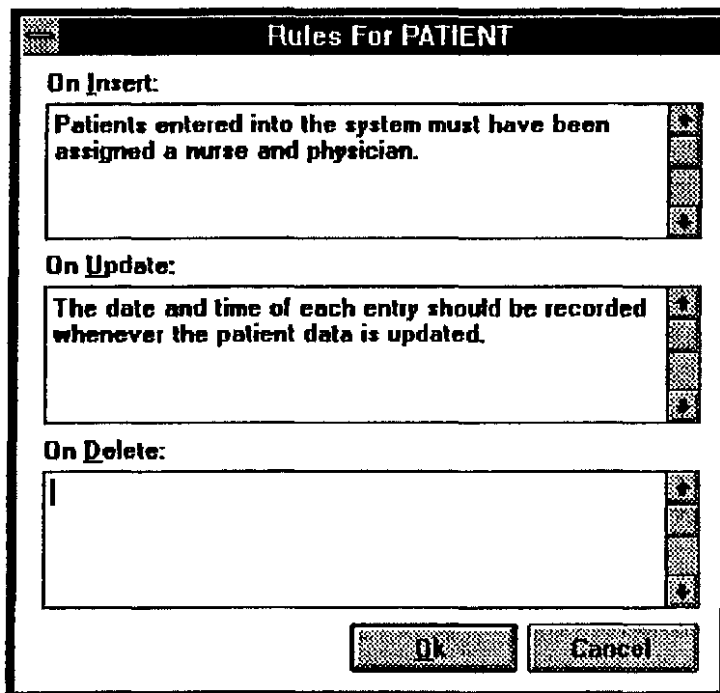 Rules For PATIENT
On Insert:
Patients entered into the system must have been
assigned a nurse and physician.
On Update:
The date and time of each entry should be recorded
whenever the patient data is updated.
On Delete:
Ok
Cancel